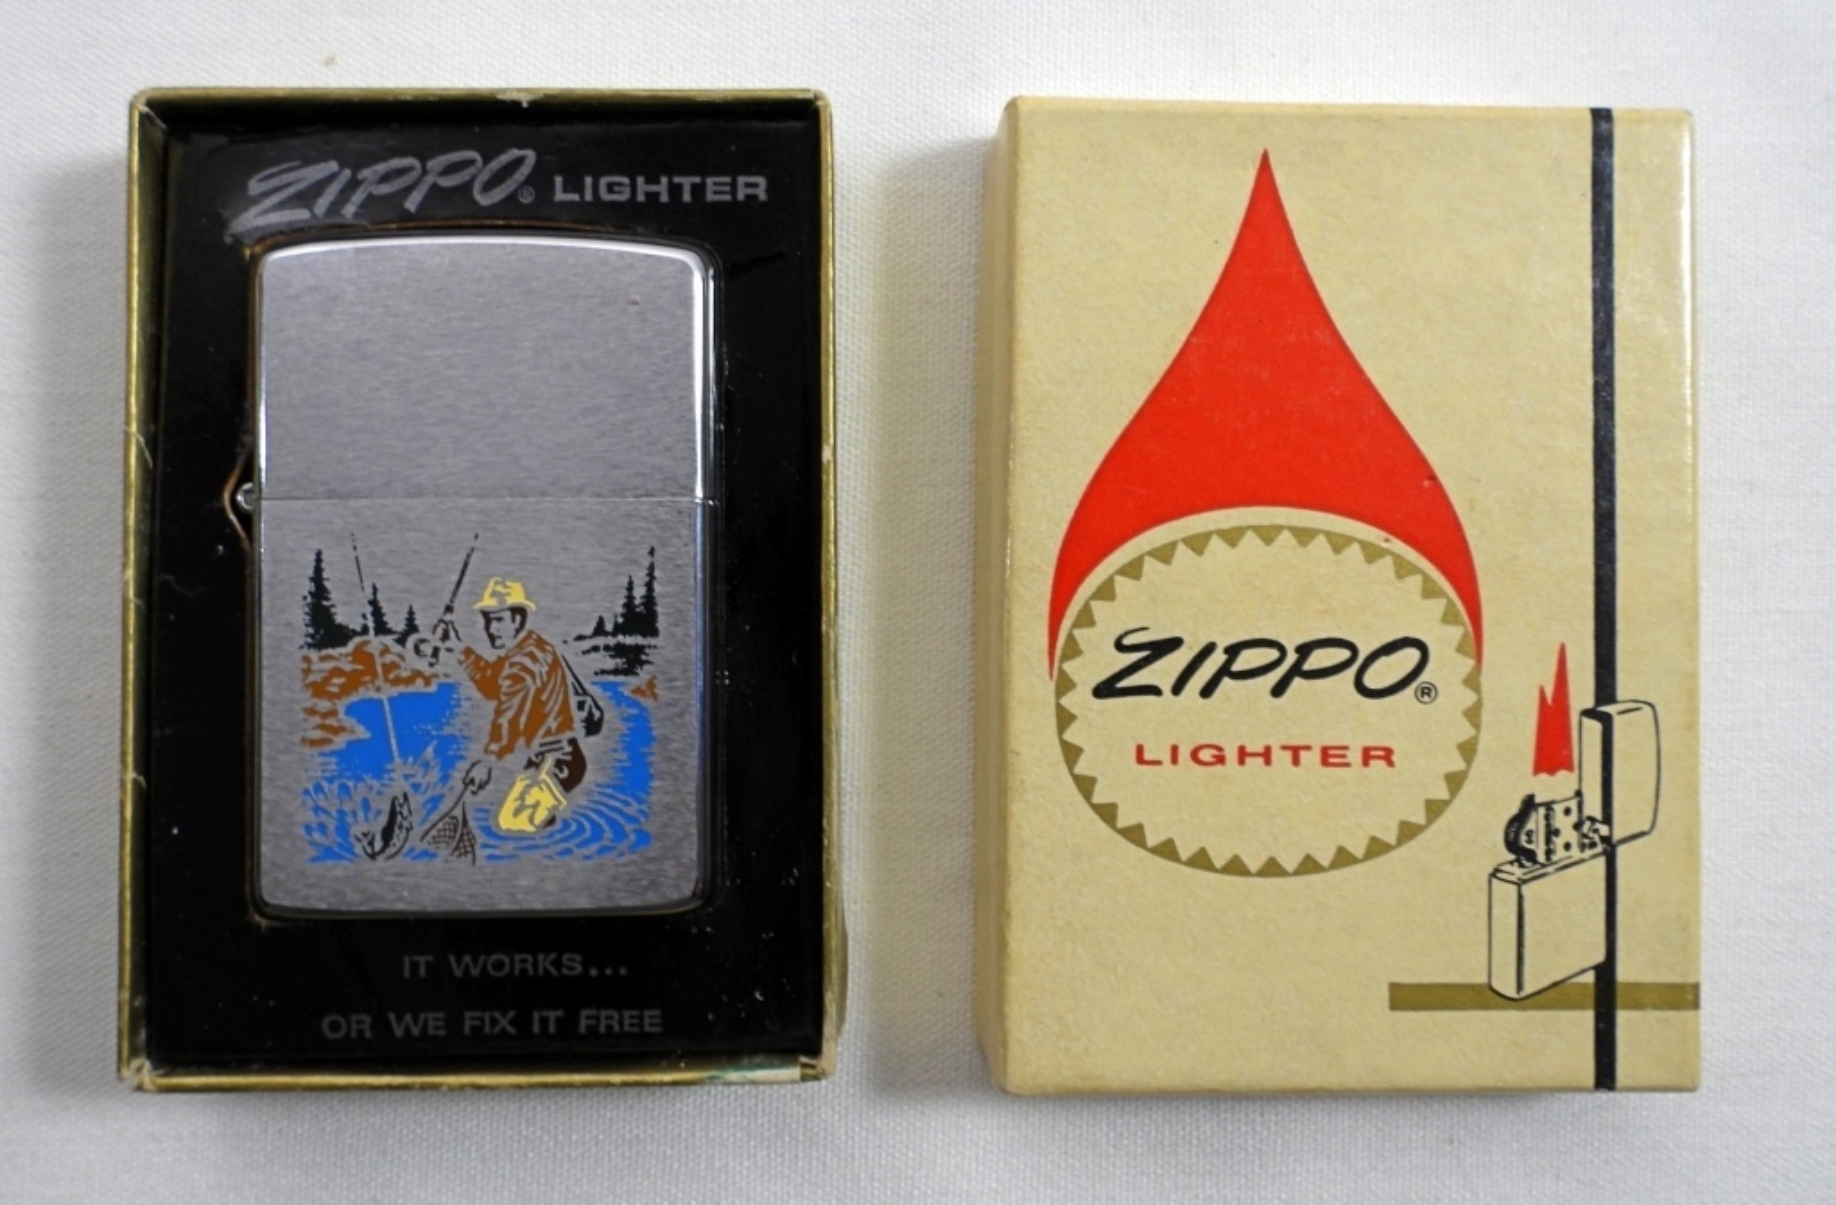 ZIPPO® LIGHTER
IT WORKS...
OR WE FIX IT FREE
ZIPPO®
LIGHTER